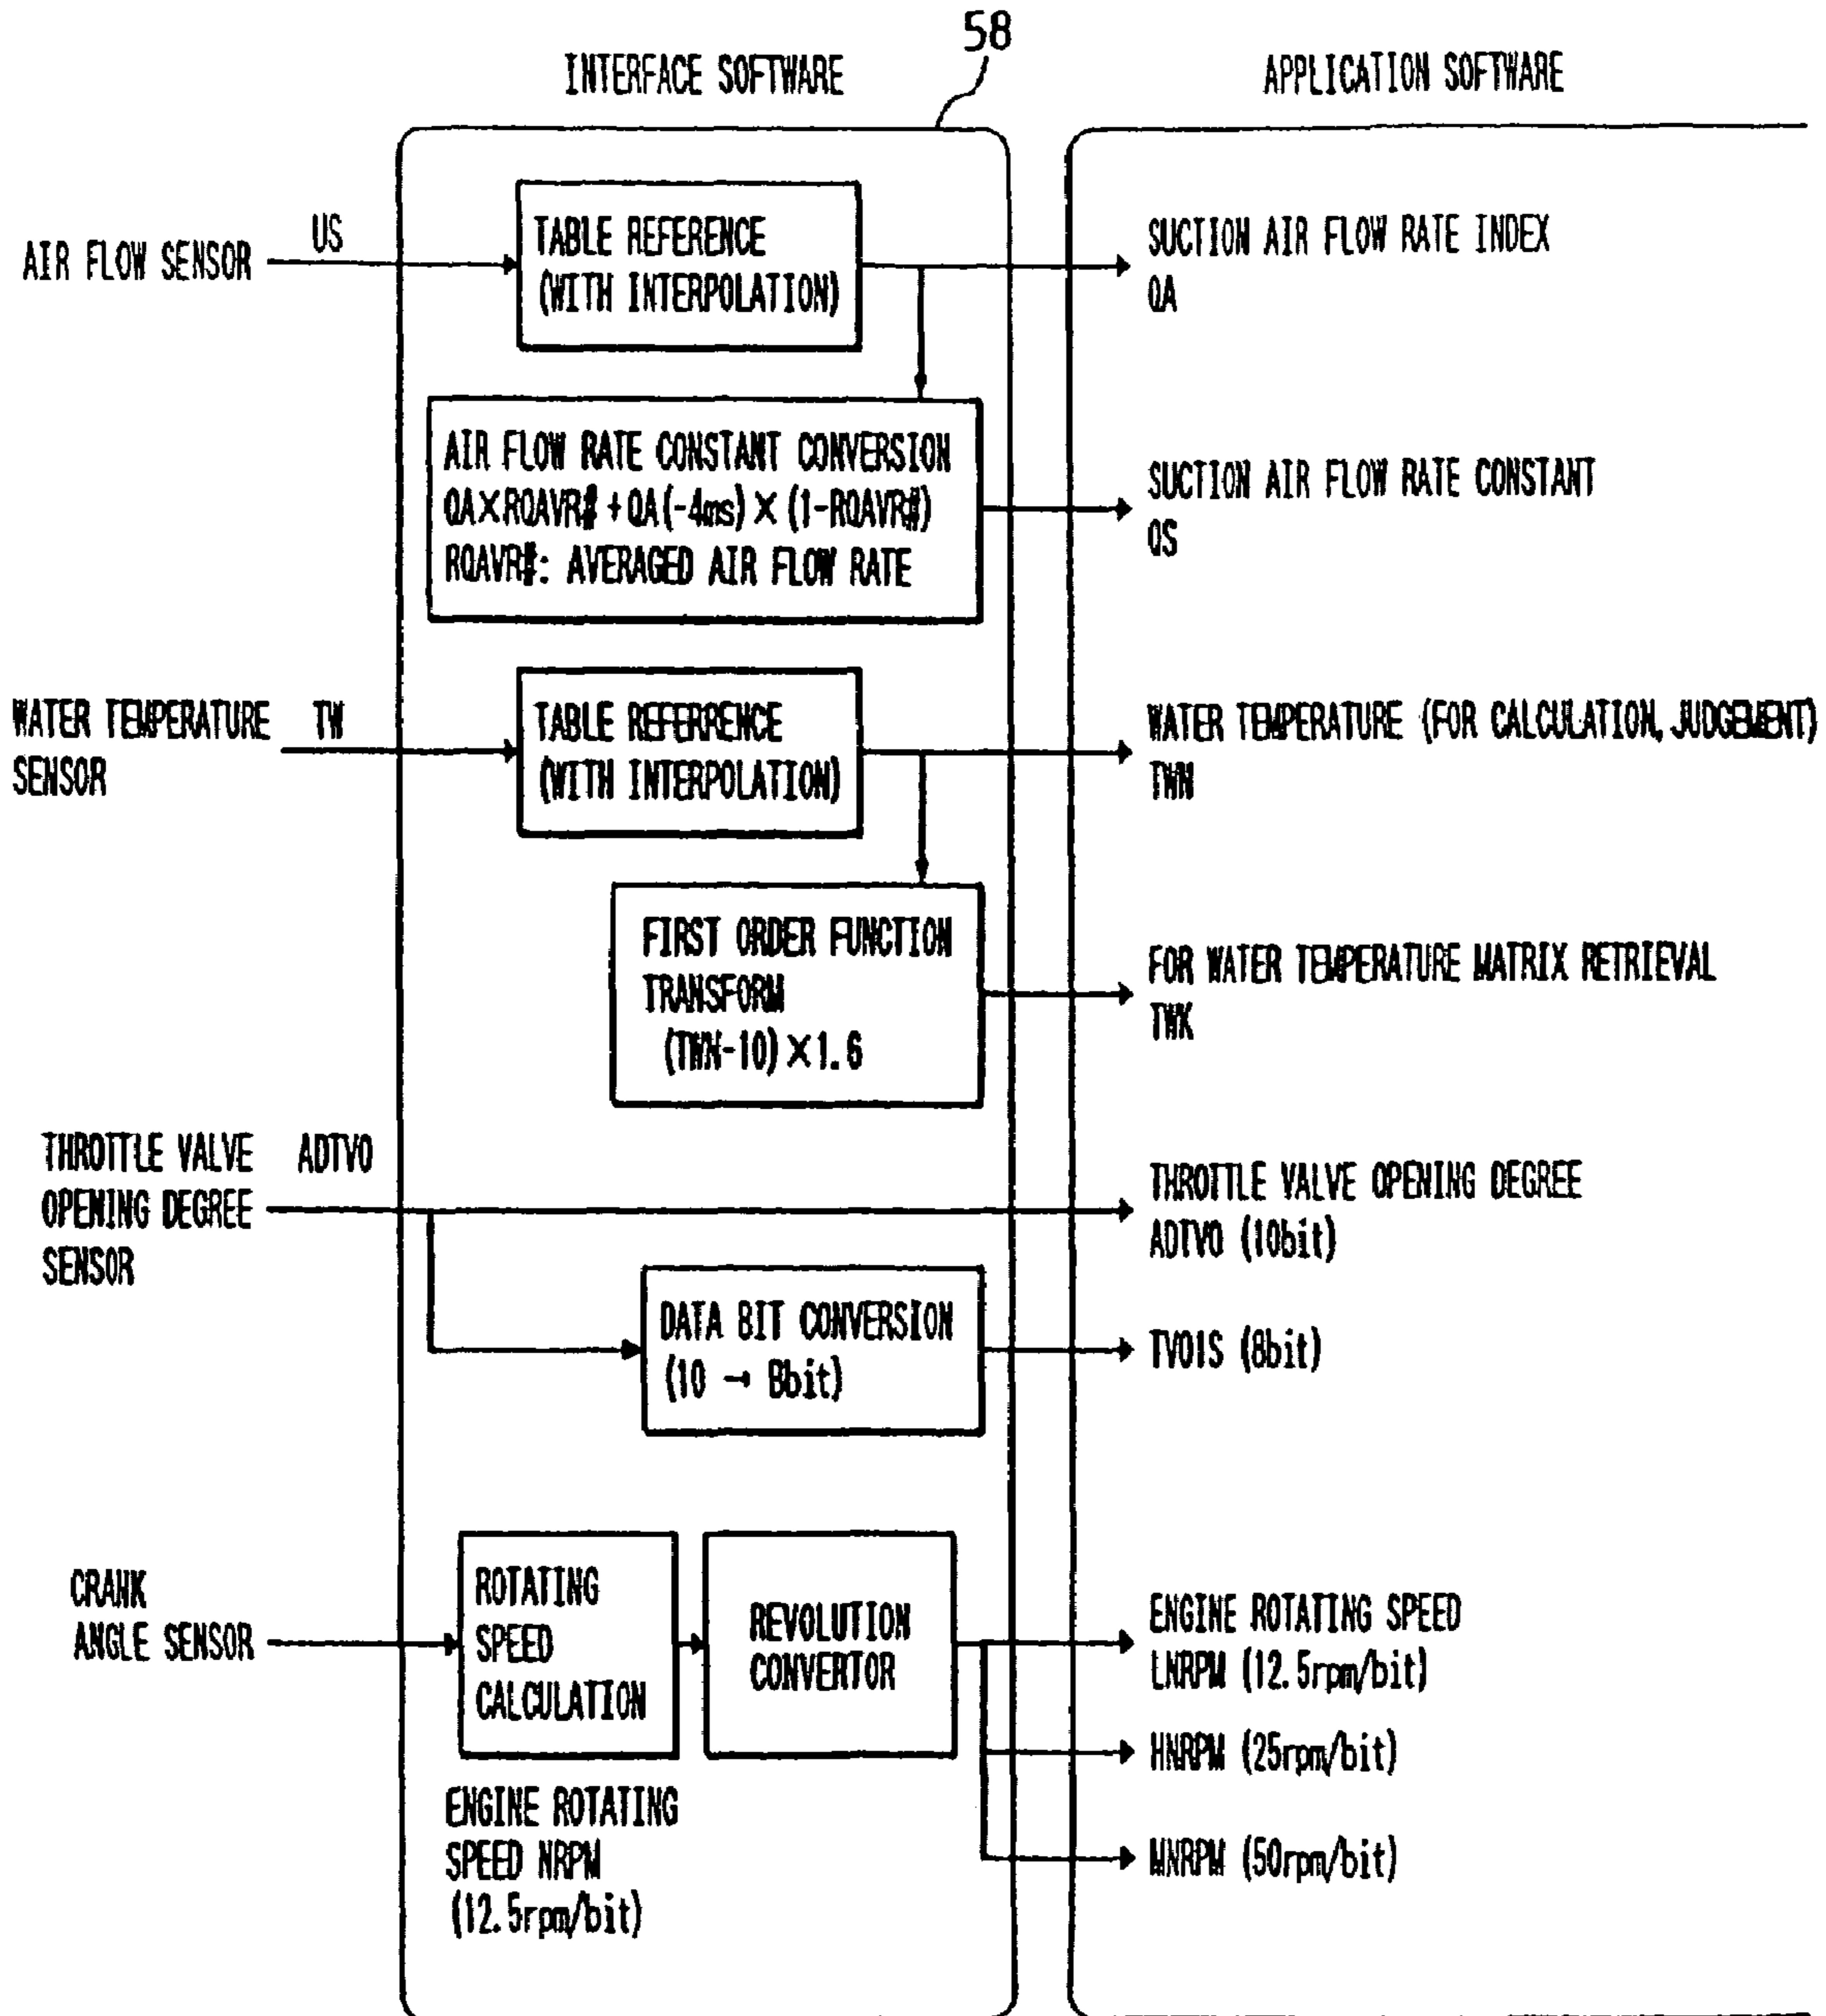 58
INTERFACE SOFTWARE
APPLICATION SOFTWARE
AIR FLOW SENSOR
US
TABLE REFERENCE
(WITH INTERPOLATION)
SUCTION AIR FLOW RATE INDEX
QA
AIR FLOW RATE CONSTANT CONVERSION
QA×RQAVR# + QA(-4ms) × (1-RQAVR#)
RQAVR#: AVERAGED AIR FLOW RATE
SUCTION AIR FLOW RATE CONSTANT
QS
WATER TEMPERATURE
SENSOR
TW
TABLE REFERRENCE
(WITH INTERPOLATION)
WATER TEMPERATURE (FOR CALCULATION, JUDGEMENT)
TWN
FIRST ORDER FUNCTION
TRANSFORM
(TWN-10)×1.6
FOR WATER TEMPERATURE MATRIX RETRIEVAL
TWK
THROTTLE VALVE
OPENING DEGREE
SENSOR
ADTVO
THROTTLE VALVE OPENING DEGREE
ADTVO (10bit)
DATA BIT CONVERSION
(10 → 8bit)
TVO1S (8bit)
CRANK
ANGLE SENSOR
ROTATING
SPEED
CALCULATION
REVOLUTION
CONVERTOR
ENGINE ROTATING SPEED
LNRPM (12.5rpm/bit)
HNRPM (25rpm/bit)
MNRPM (50rpm/bit)
ENGINE ROTATING
SPEED NRPM
(12.5rpm/bit)